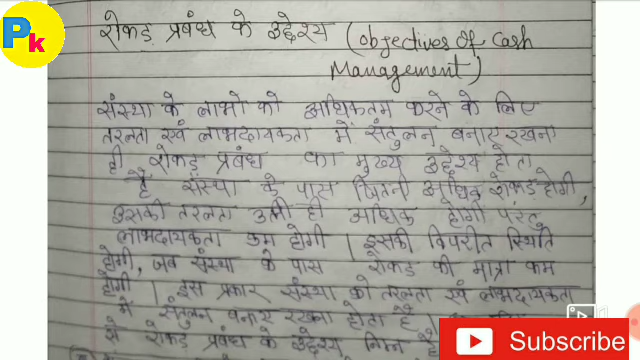 Pk
रोकड़ प्रबंध के उद्देश्य (objectives of Cash
Management)
संस्था के लाभो को अधिकतम करने के लिए
तरलता एवं लाभदायकता में संतुलन बनाए रखना
ही रोकड़ प्रबंध का मुख्य उद्देश्य होता
है संस्था के पास जितनी अधिक रोकड़ होगी,
उसकी तरलता उतनी ही अधिक होगी परंतु
लाभदायकता कम होगी | इसकी विपरीत स्थिति
होगी, जब संस्था के पास रोकड़ की मात्रा कम
होगी | इस प्रकार संस्था को तरलता एवं लाभदायकता
में संतुलन बनाए रखना होता है |
से रोकड़ प्रबंध के उद्देश्य निम्न
Subscribe